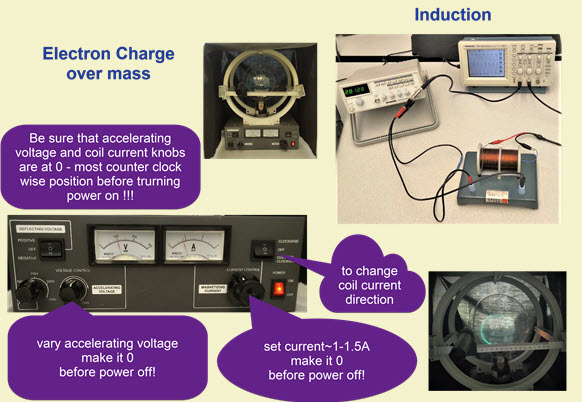 Induction
Electron Charge
over mass
Be sure that accelerating
voltage and coil current knobs
are at 0 - most counter clock
wise position before trurning
power on !!!
DEFLECTING VOLTAGE
POSITIVE
OFF
NEGATIVE
VOLTAGE CONTROL
ACCELERATING
VOLTAGE
V
A
CURRENT CONTROL
MAGNETIZING
CURRENT
CLOCKWISE
OFF
POWER
ON
OFF
to change
coil current
direction
vary accelerating voltage
make it 0
before power off!
set current~1-1.5A
make it 0
before power off!